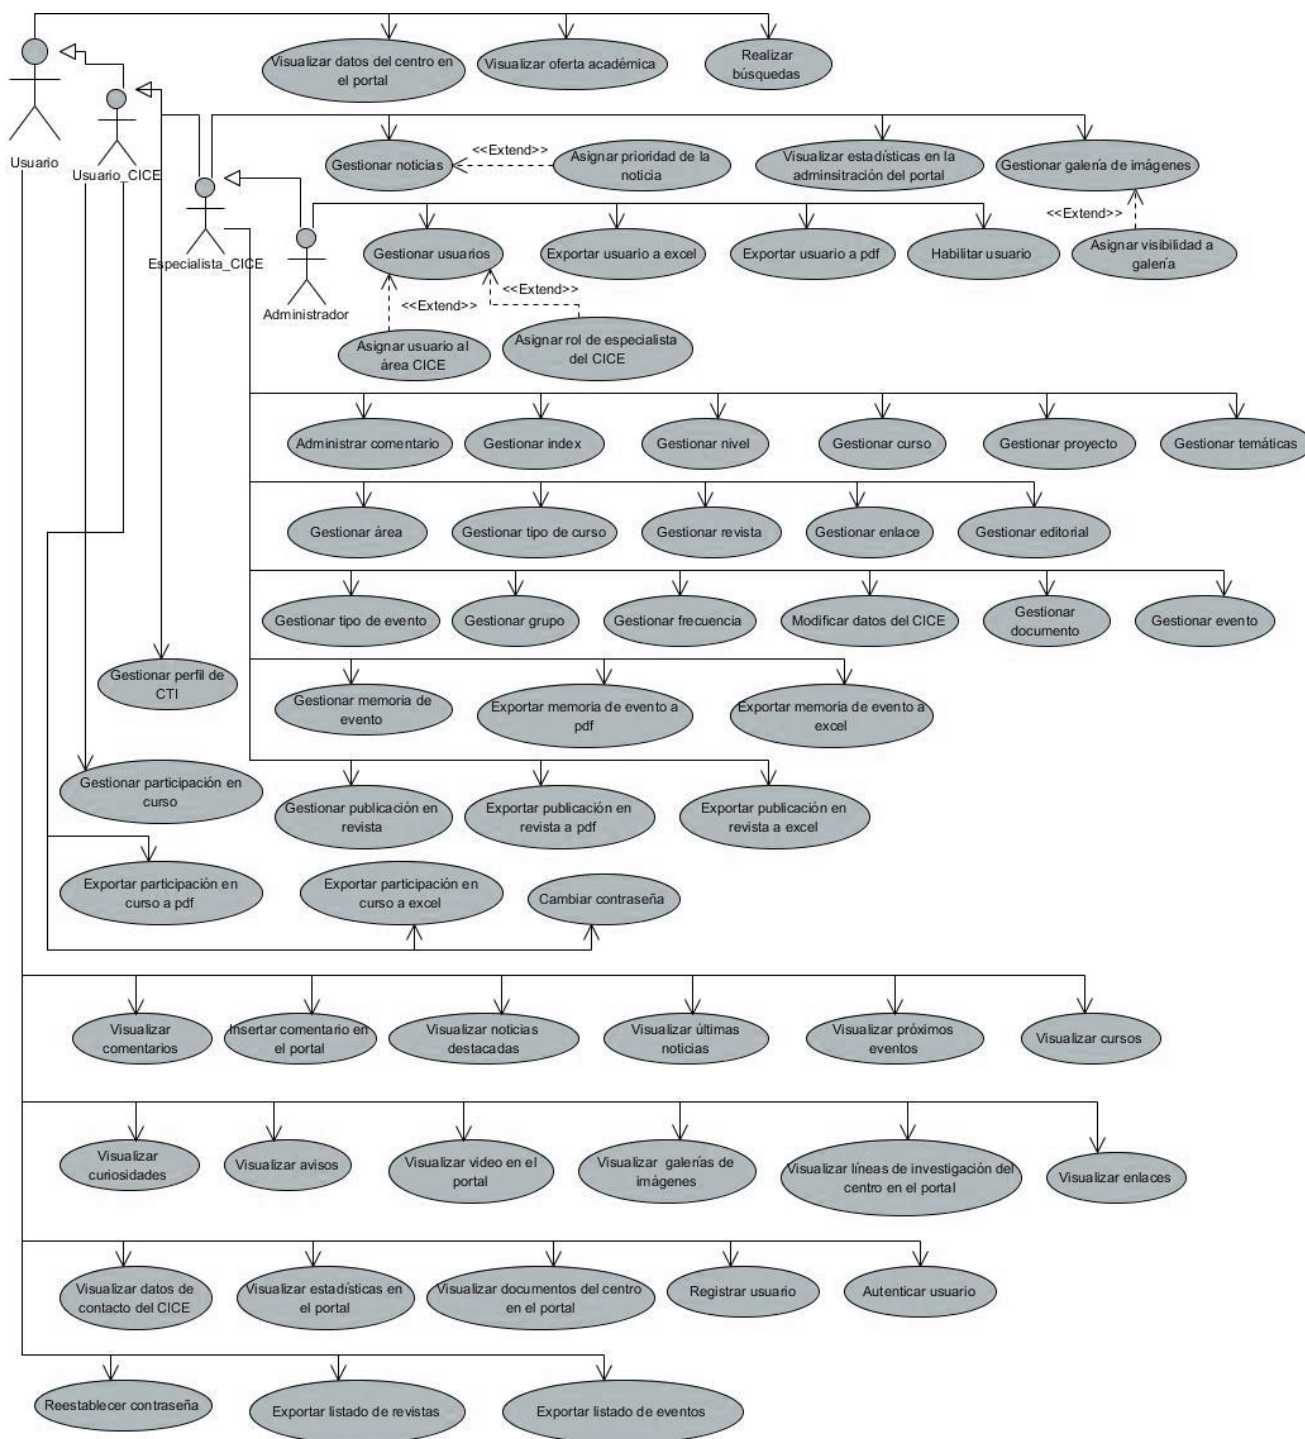 Visualizar datos del centro en
el portal
Visualizar oferta académica
Realizar
búsquedas
Usuario
Usuario_CICE
Gestionar noticias
<<Extend>>
Asignar prioridad de la
noticia
Visualizar estadísticas en la
adminsitración del portal
Gestionar galería de imágenes
<<Extend>>
Asignar visibilidad a
galería
Especialista_CICE
Administrador
Gestionar usuarios
Exportar usuario a excel
Exportar usuario a pdf
Habilitar usuario
<<Extend>>
<<Extend>>
Asignar usuario al
área CICE
Asignar rol de especialista
del CICE
Administrar comentario
Gestionar index
Gestionar nivel
Gestionar curso
Gestionar proyecto
Gestionar temáticas
Gestionar área
Gestionar tipo de curso
Gestionar revista
Gestionar enlace
Gestionar editorial
Gestionar tipo de evento
Gestionar grupo
Gestionar frecuencia
Modificar datos del CICE
Gestionar
documento
Gestionar evento
Gestionar perfil de
CTI
Gestionar memoria de
evento
Exportar memoria de evento a
pdf
Exportar memoria de evento a
excel
Gestionar participación en
curso
Gestionar publicación en
revista
Exportar publicación en
revista a pdf
Exportar publicación en
revista a excel
Exportar participación en
curso a pdf
Exportar participación en
curso a excel
Cambiar contraseña
Visualizar
comentarios
Insertar comentario en
el portal
Visualizar noticias
destacadas
Visualizar últimas
noticias
Visualizar próximos
eventos
Visualizar cursos
Visualizar
curiosidades
Visualizar avisos
Visualizar video en el
portal
Visualizar galerías de
imágenes
Visualizar líneas de investigación del
centro en el portal
Visualizar enlaces
Visualizar datos de
contacto del CICE
Visualizar estadísticas en
el portal
Visualizar documentos del centro
en el portal
Registrar usuario
Autenticar usuario
Reestablecer contraseña
Exportar listado de revistas
Exportar listado de eventos